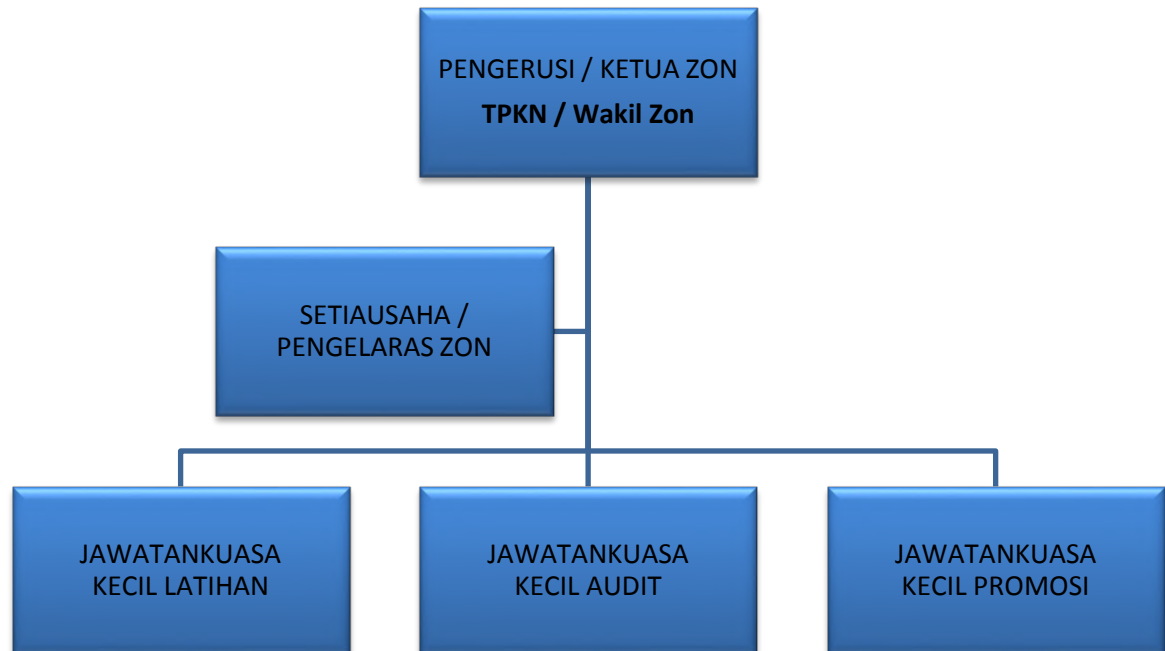 PENGERUSI / KETUA ZON
TPKN / Wakil Zon
SETIAUSAHA /
PENGELARAS ZON
JAWATANKUASA
KECIL LATIHAN
JAWATANKUASA
KECIL AUDIT
JAWATANKUASA
KECIL PROMOSI